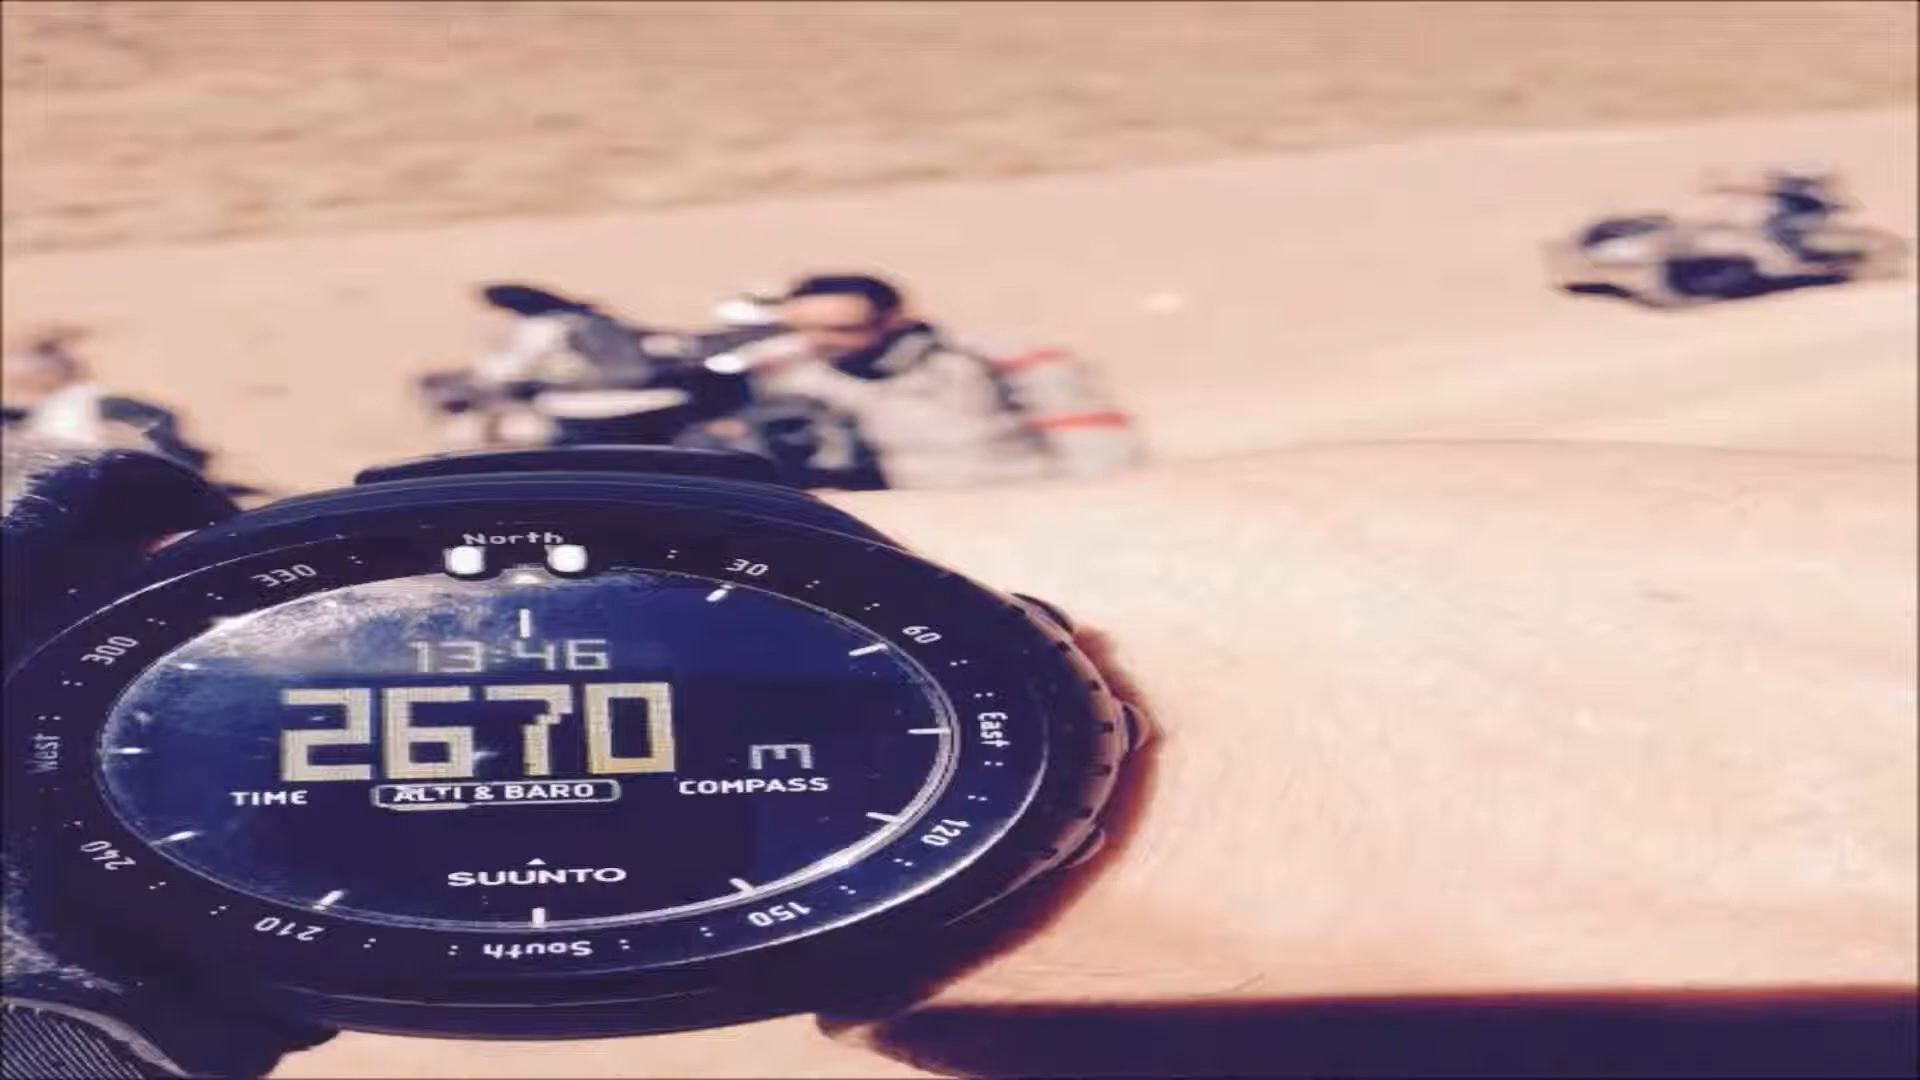 North
330
30
300
60
13:46
2670
West
East
E
TIME
ALTI & BARO
COMPASS
240
120
SUUNTO
210
150
South